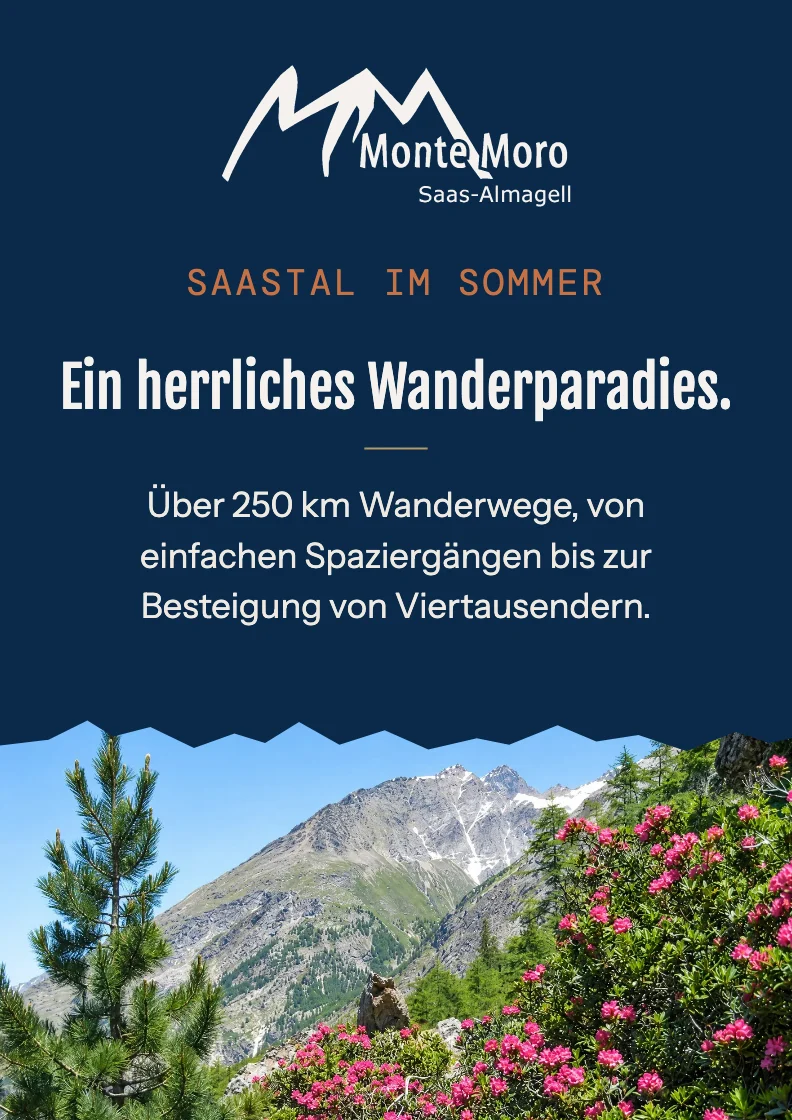 Monte Moro
Saas-Almagell
SAASTAL IM SOMMER
Ein herrliches Wanderparadies.
Über 250 km Wanderwege, von
einfachen Spaziergängen bis zur
Besteigung von Viertausendern.